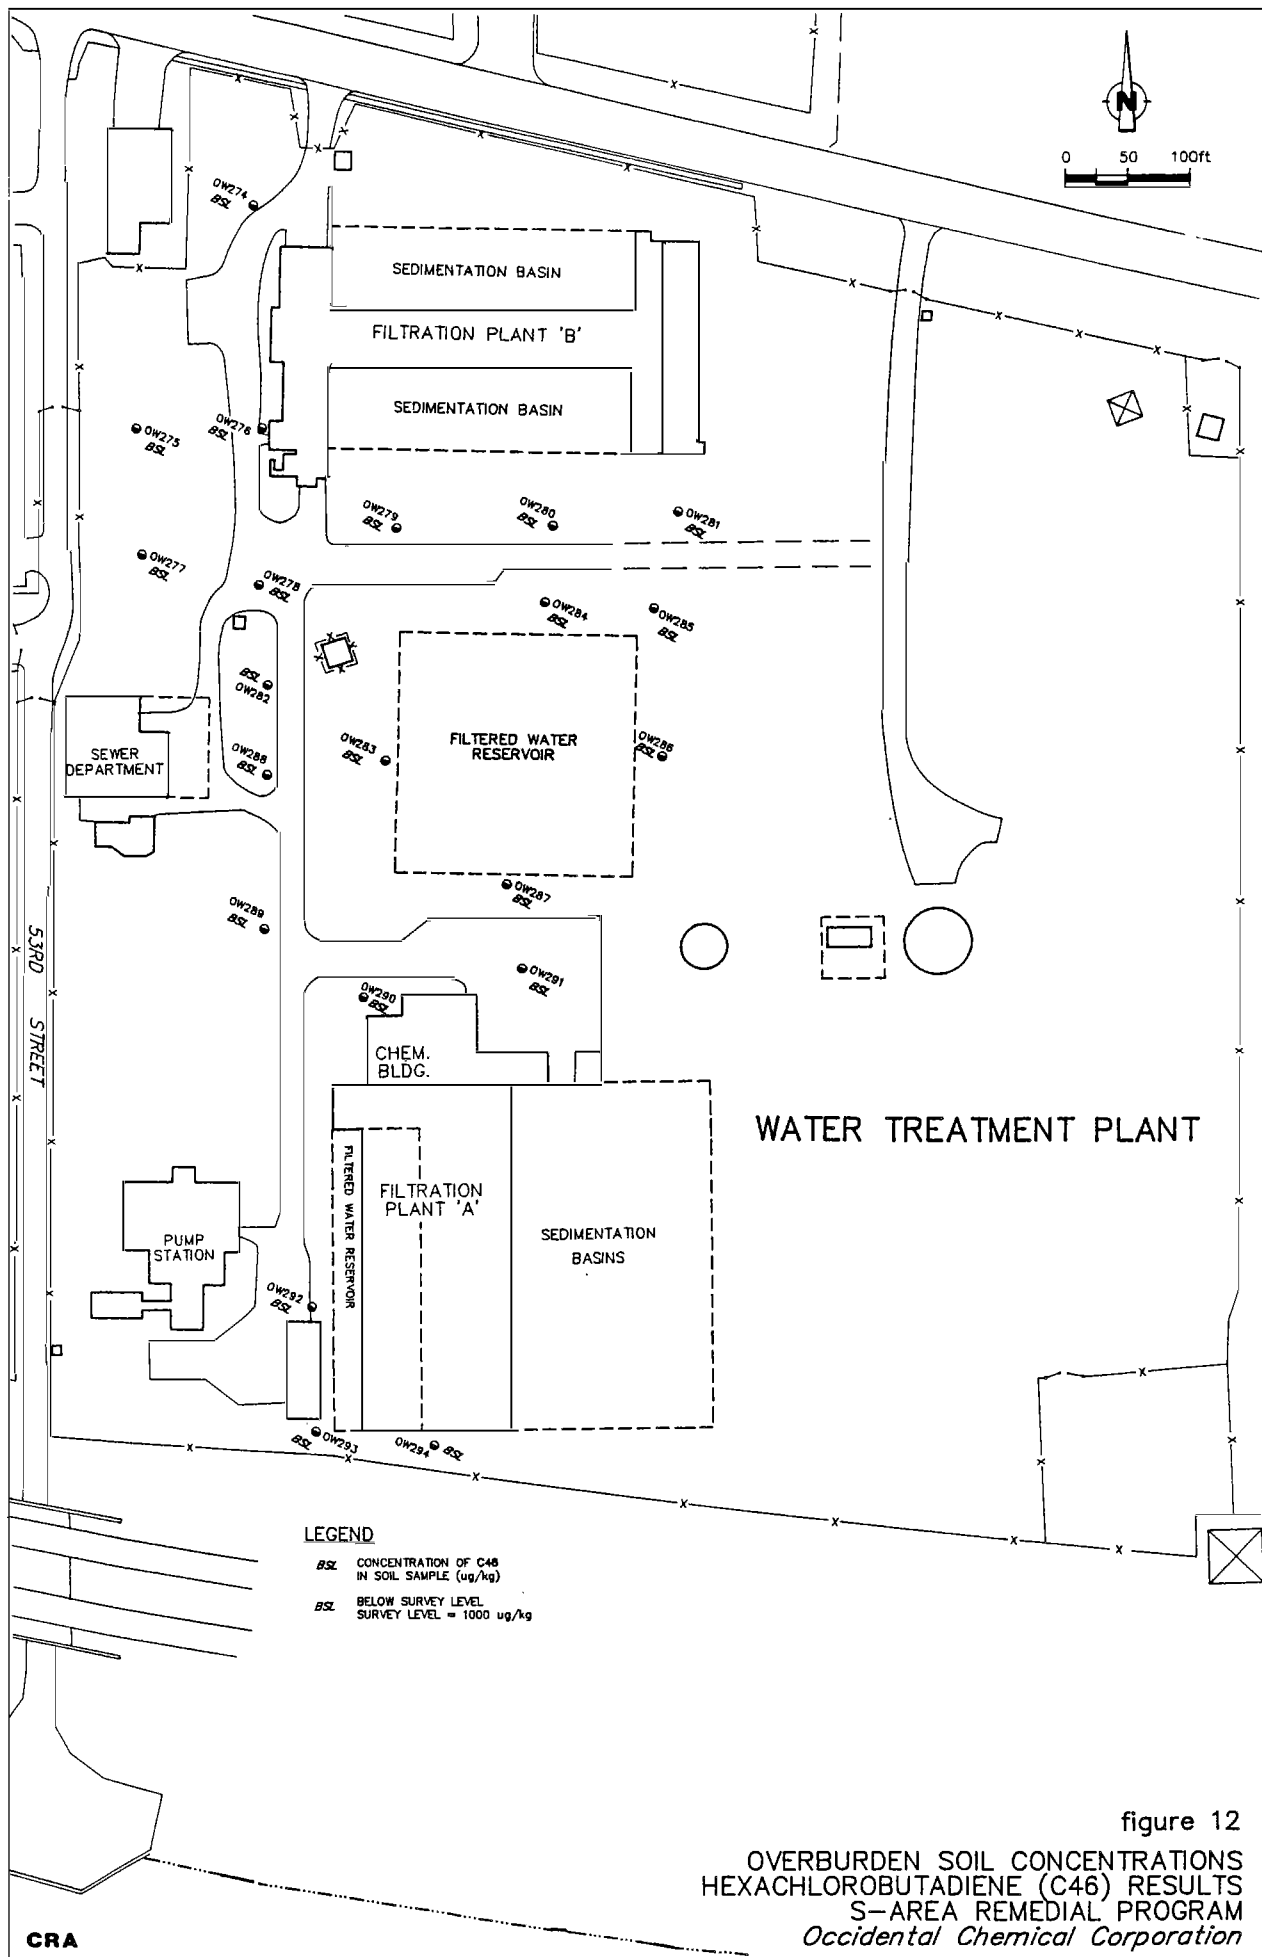 N
0 50 100ft
OW274
BSL
SEDIMENTATION BASIN
FILTRATION PLANT 'B'
SEDIMENTATION BASIN
OW275
BSL
OW276
BSL
OW279
BSL
OW280
BSL
OW281
BSL
OW277
BSL
OW278
BSL
OW284
BSL
OW285
BSL
BSL
OW282
OW283
BSL
FILTERED WATER
RESERVOIR
OW286
BSL
SEWER
DEPARTMENT
OW288
BSL
OW287
BSL
OW289
BSL
53RD STREET
OW291
BSL
OW290
BSL
CHEM.
BLDG.
WATER TREATMENT PLANT
FILTERED WATER RESERVOIR
FILTRATION
PLANT 'A'
SEDIMENTATION
BASINS
PUMP
STATION
OW292
BSL
OW293
BSL
OW294
BSL
LEGEND
BSL CONCENTRATION OF C46
IN SOIL SAMPLE (ug/kg)
BSL BELOW SURVEY LEVEL
SURVEY LEVEL = 1000 ug/kg
figure 12
OVERBURDEN SOIL CONCENTRATIONS
HEXACHLOROBUTADIENE (C46) RESULTS
S-AREA REMEDIAL PROGRAM
Occidental Chemical Corporation
CRA